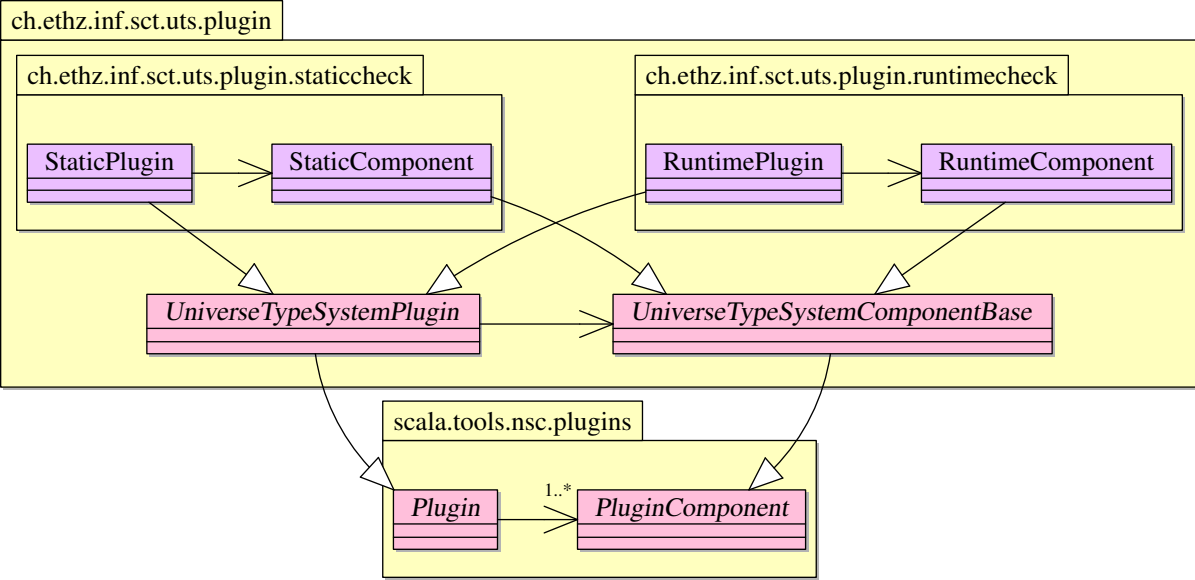 ch.ethz.inf.sct.uts.plugin
ch.ethz.inf.sct.uts.plugin.staticcheck
ch.ethz.inf.sct.uts.plugin.runtimecheck
StaticPlugin
StaticComponent
RuntimePlugin
RuntimeComponent
UniverseTypeSystemPlugin
UniverseTypeSystemComponentBase
scala.tools.nsc.plugins
1..*
Plugin
PluginComponent